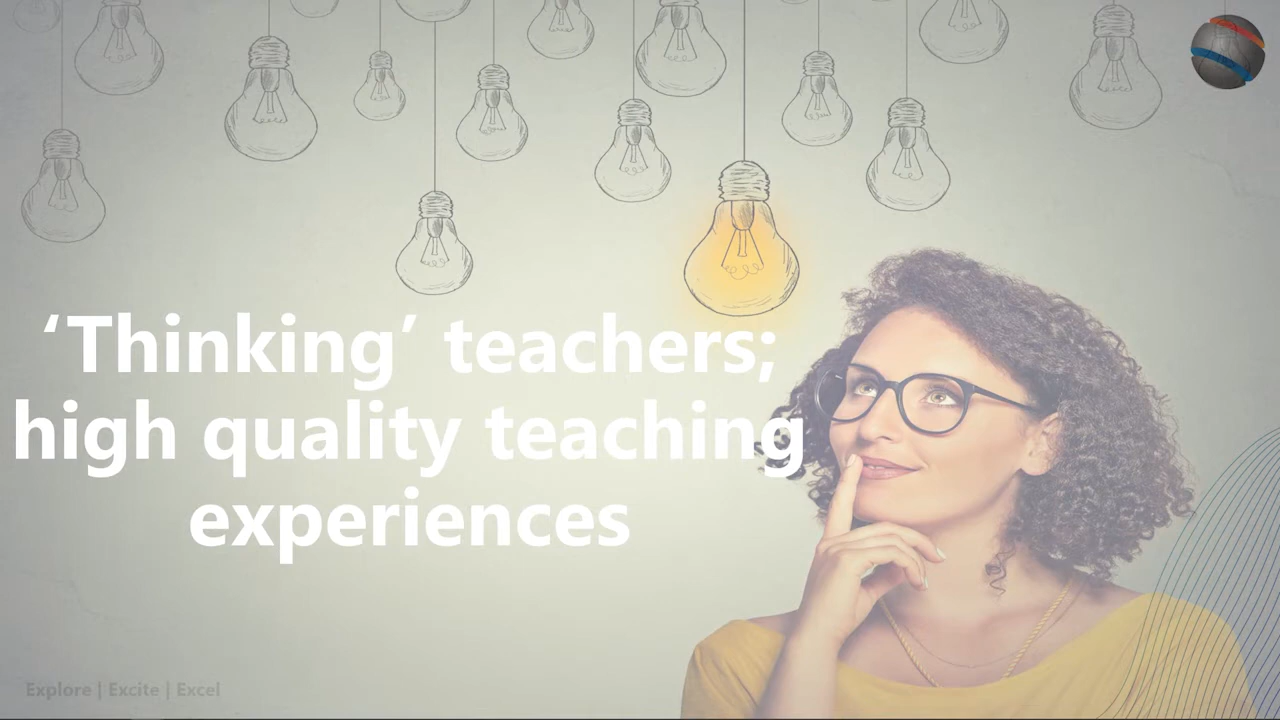 ‘Thinking’ teachers;
high quality teaching
experiences
Explore | Excite | Excel